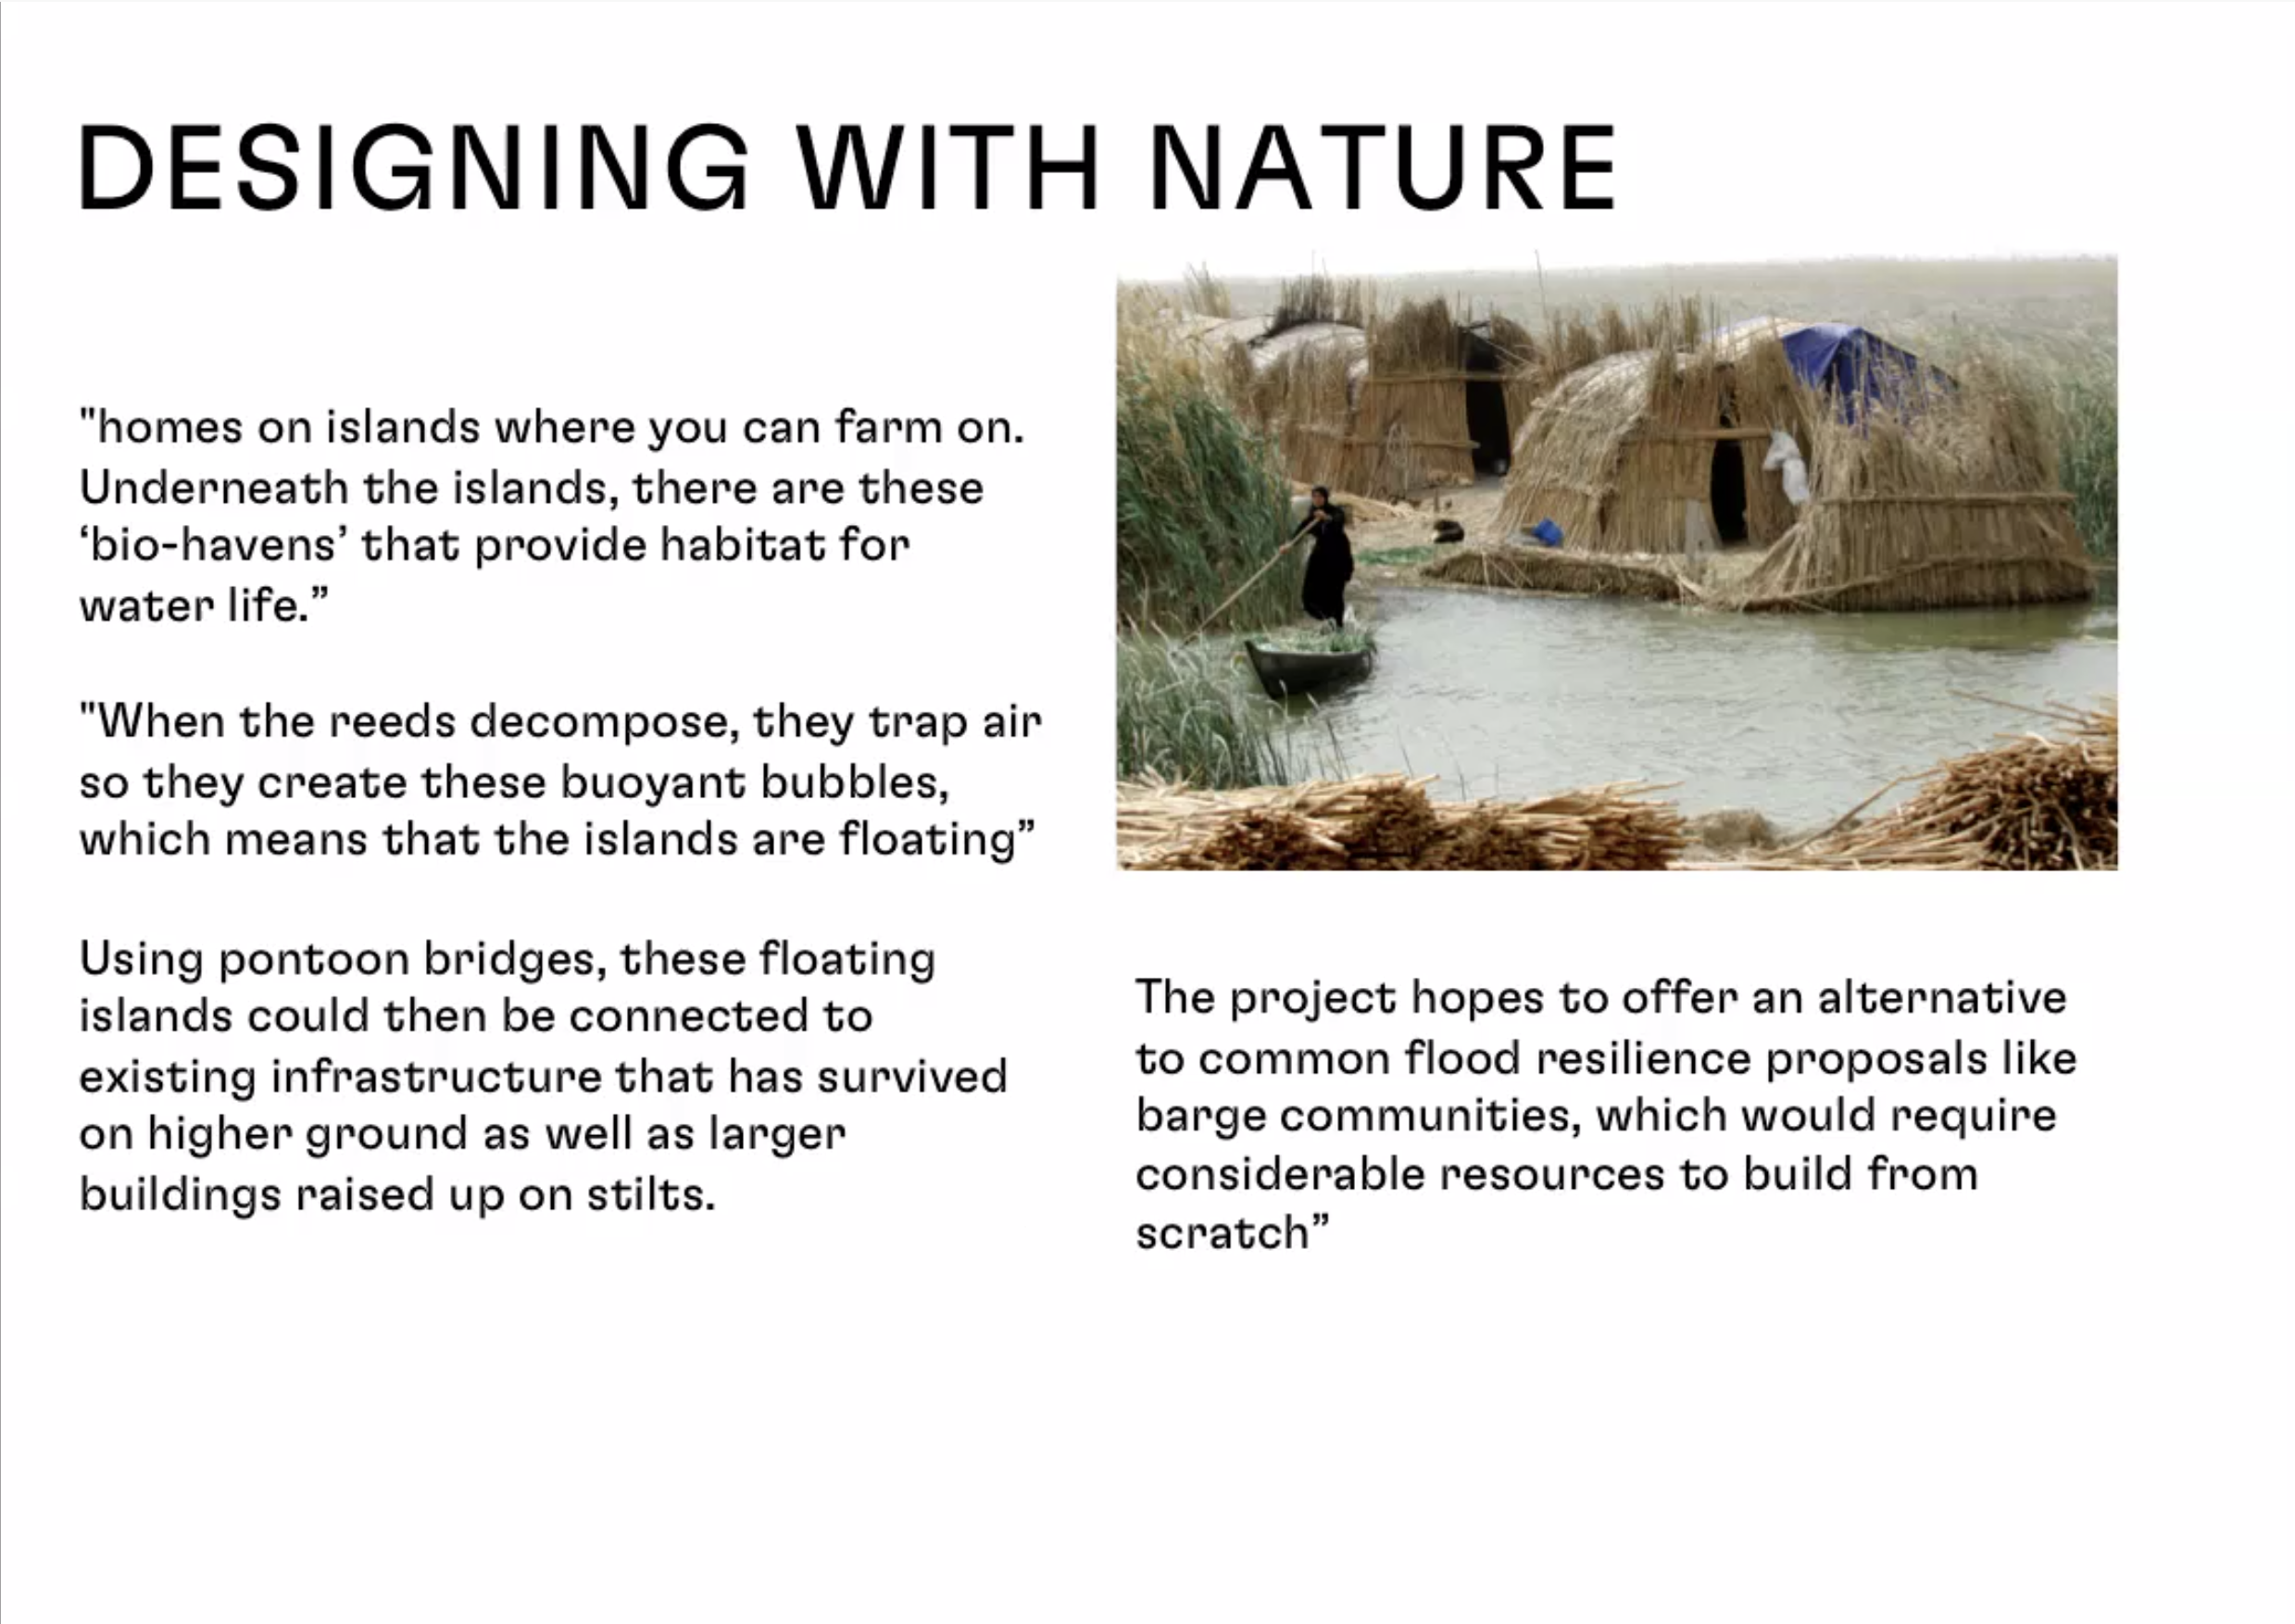 DESIGNING WITH NATURE
"homes on islands where you can farm on.
Underneath the islands, there are these
‘bio-havens’ that provide habitat for
water life.”
"When the reeds decompose, they trap air
so they create these buoyant bubbles,
which means that the islands are floating”
Using pontoon bridges, these floating
islands could then be connected to
existing infrastructure that has survived
on higher ground as well as larger
buildings raised up on stilts.
The project hopes to offer an alternative
to common flood resilience proposals like
barge communities, which would require
considerable resources to build from
scratch”